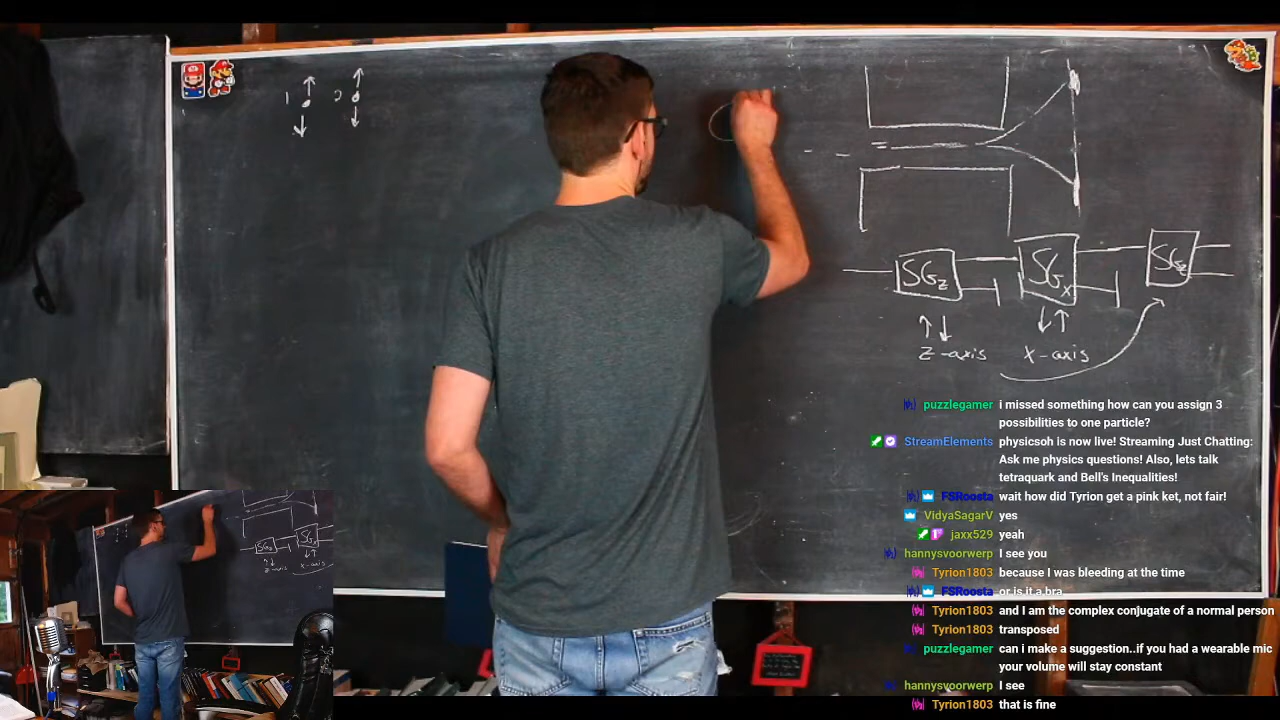 1 2
SGz SGx SGz
z-axis x-axis
puzzlegamer i missed something how can you assign 3
possibilities to one particle?
StreamElements physicsoh is now live! Streaming Just Chatting:
Ask me physics questions! Also, lets talk
tetraquark and Bell's Inequalities!
FSRoosta wait how did Tyrion get a pink ket, not fair!
VidyaSagarV yes
jaxx529 yeah
hannysvoorwerp I see you
Tyrion1803 because I was bleeding at the time
FSRoosta or is it a bra
Tyrion1803 and I am the complex conjugate of a normal person
Tyrion1803 transposed
puzzlegamer can i make a suggestion..if you had a wearable mic
your volume will stay constant
hannysvoorwerp I see
Tyrion1803 that is fine